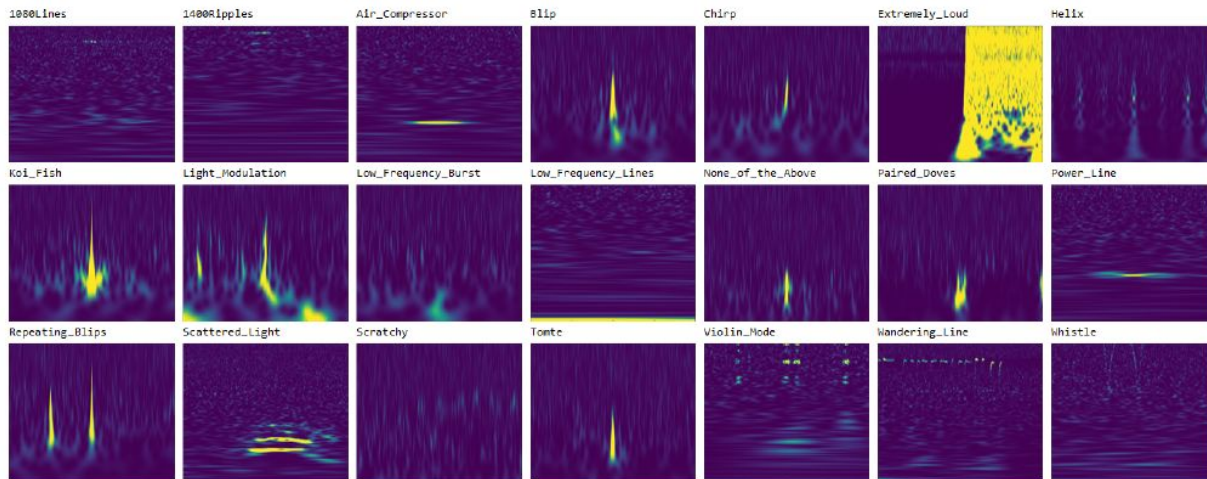 1080Lines 1400Ripples Air_Compressor Blip Chirp Extremely_Loud Helix
Koi_Fish Light_Modulation Low_Frequency_Burst Low_Frequency_Lines None_of_the_Above Paired_Doves Power_Line
Repeating_Blips Scattered_Light Scratchy Tomte Violin_Mode Wandering_Line Whistle